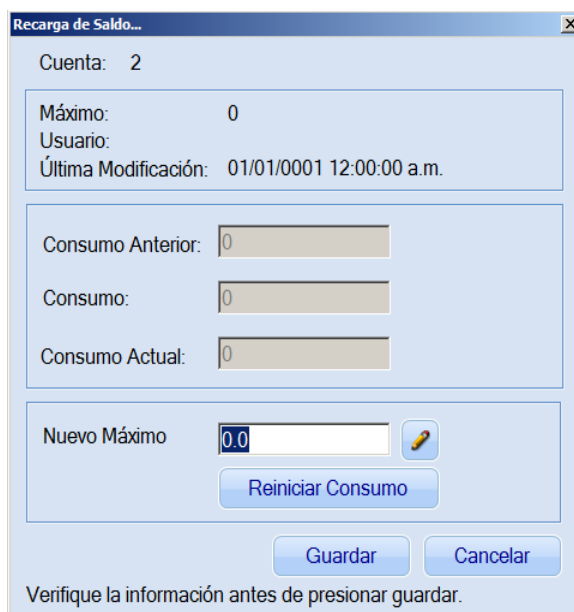 Recarga de Saldo...
Cuenta: 2
Máximo: 0
Usuario:
Última Modificación: 01/01/0001 12:00:00 a.m.
Consumo Anterior: 0
Consumo: 0
Consumo Actual: 0
Nuevo Máximo 0.0
Reiniciar Consumo
Guardar Cancelar
Verifique la información antes de presionar guardar.